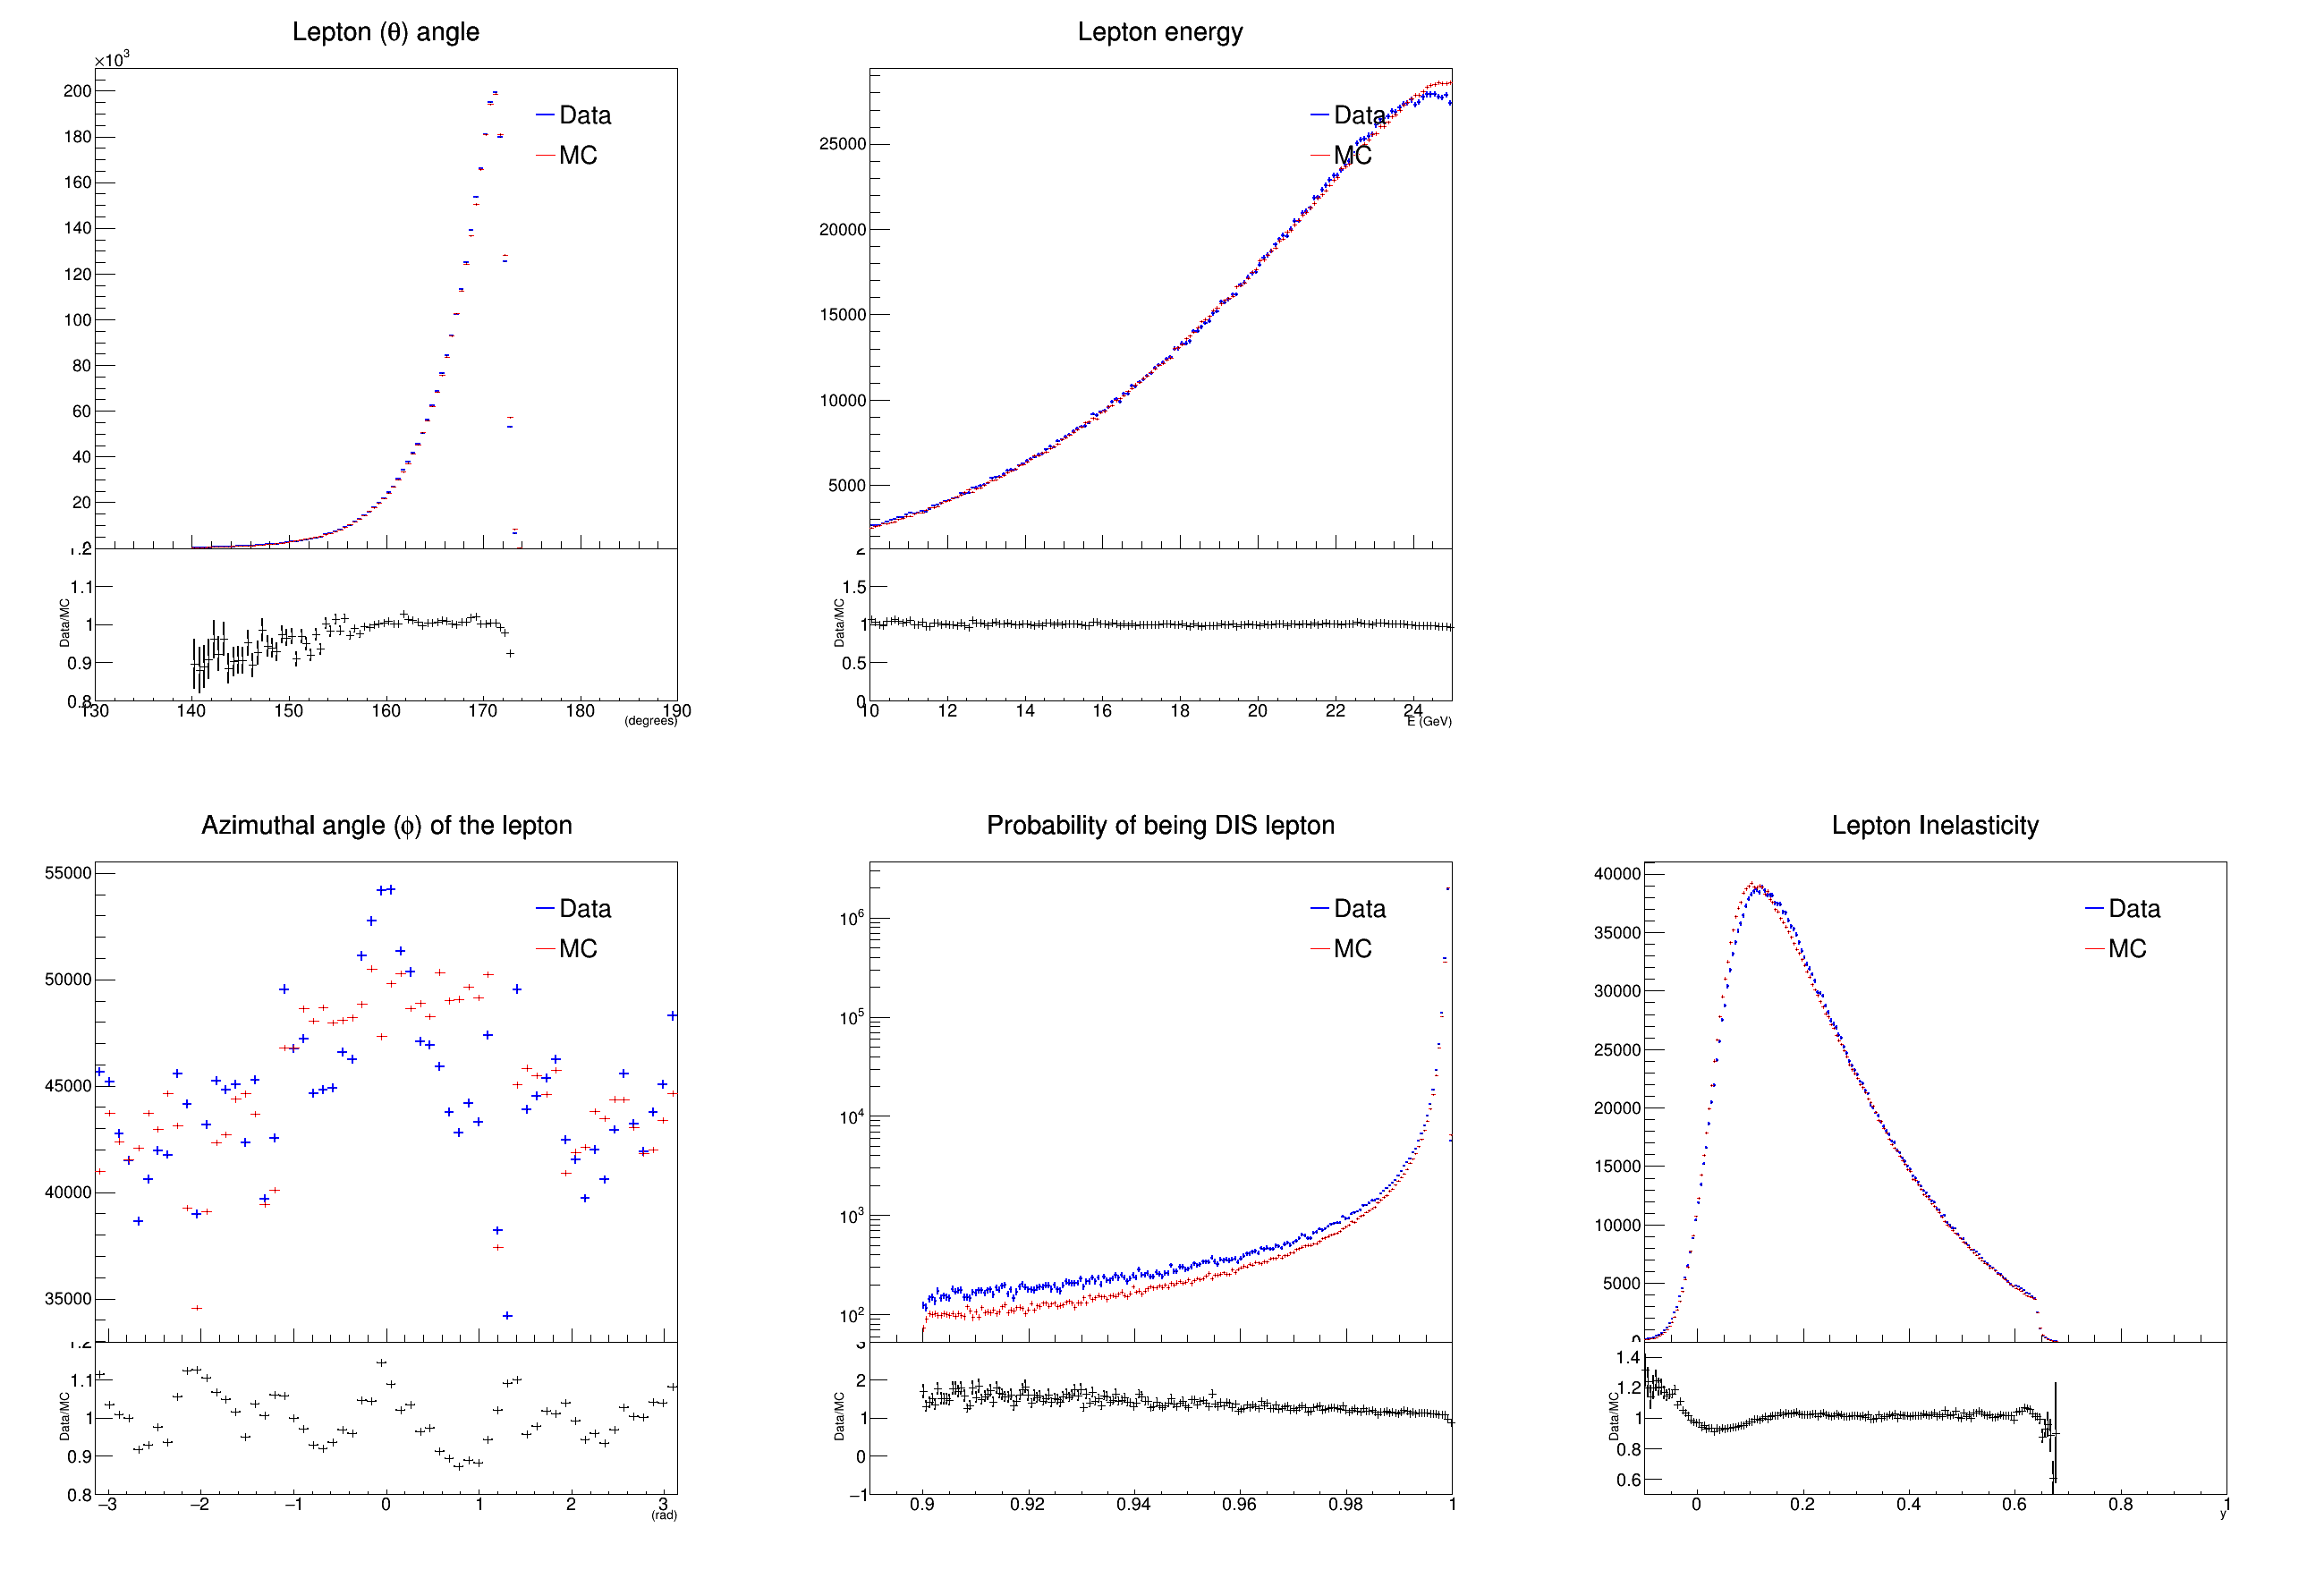 Lepton (θ) angle
×10³
200
180
160
140
120
100
80
60
40
20
Data
MC
1.2
1.1
1
0.9
0.8
Data/MC
130 140 150 160 170 180 190
(degrees)
Lepton energy
25000
20000
15000
10000
5000
Data
MC
2
1.5
1
0.5
0
Data/MC
10 12 14 16 18 20 22 24
E (GeV)
Azimuthal angle (ϕ) of the lepton
55000
50000
45000
40000
35000
Data
MC
1.2
1.1
1
0.9
0.8
Data/MC
−3 −2 −1 0 1 2 3
(rad)
Probability of being DIS lepton
10⁶
10⁵
10⁴
10³
10²
Data
MC
3
2
1
0
−1
Data/MC
0.9 0.92 0.94 0.96 0.98 1
Lepton Inelasticity
40000
35000
30000
25000
20000
15000
10000
5000
0
Data
MC
1.4
1.2
1
0.8
0.6
Data/MC
0 0.2 0.4 0.6 0.8 1
y